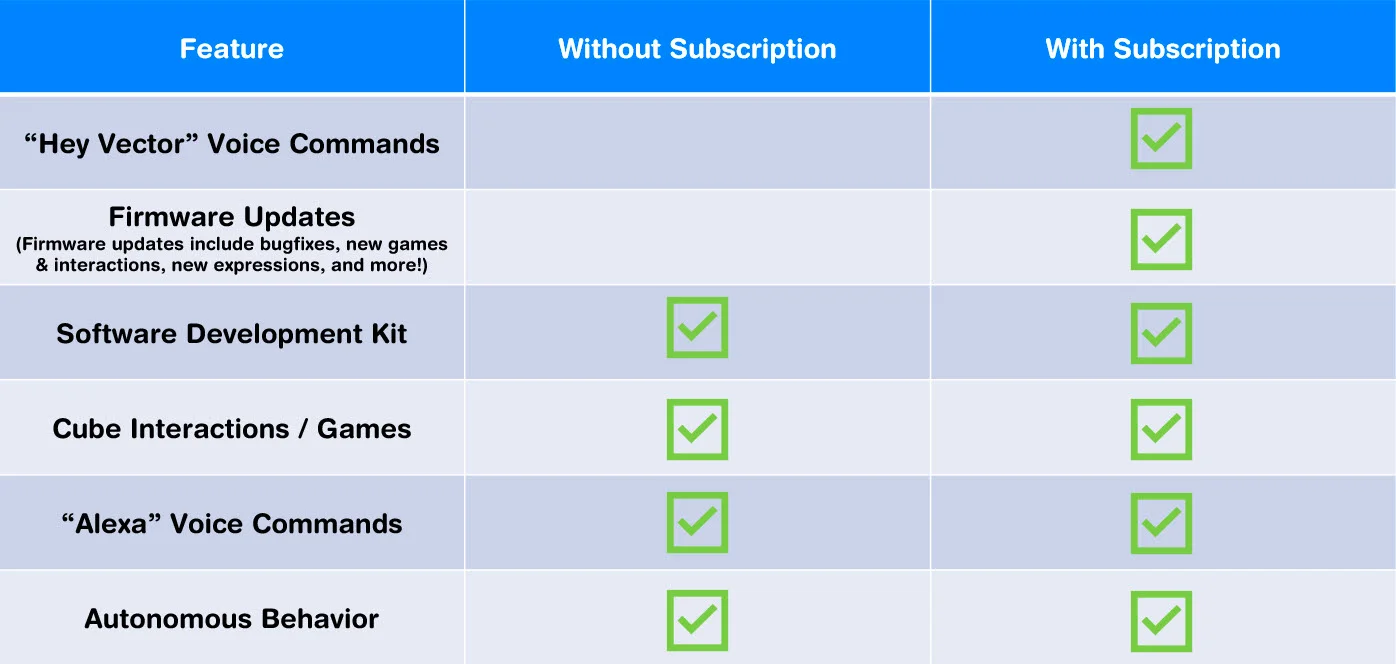 Feature Without Subscription With Subscription
“Hey Vector” Voice Commands
Firmware Updates
(Firmware updates include bugfixes, new games
& interactions, new expressions, and more!)
Software Development Kit
Cube Interactions / Games
“Alexa” Voice Commands
Autonomous Behavior